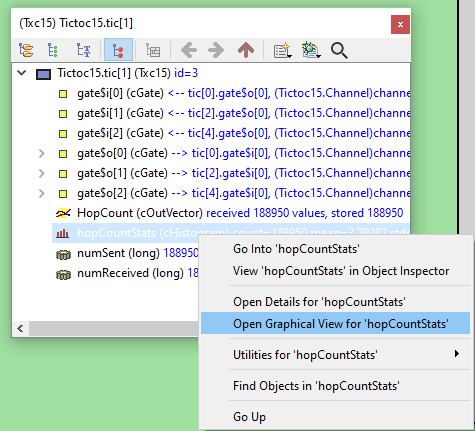 (Txc15) Tictoc15.tic[1]
x
Tictoc15.tic[1] (Txc15) id=3
gate$i[0] (cGate) <-- tic[0].gate$o[0], (Tictoc15.Channel)channe
gate$i[1] (cGate) <-- tic[2].gate$o[0], (Tictoc15.Channel)channe
gate$i[2] (cGate) <-- tic[4].gate$o[0], (Tictoc15.Channel)channe
gate$o[0] (cGate) --> tic[0].gate$i[0], (Tictoc15.Channel)channe
gate$o[1] (cGate) --> tic[2].gate$i[0], (Tictoc15.Channel)channe
gate$o[2] (cGate) --> tic[4].gate$i[0], (Tictoc15.Channel)channe
HopCount (cOutVector) received 188950 values, stored 188950
hopCountStats (cHistogram) count=188950 mean=3.79282 stdd
numSent (long) 188950
numReceived (long) 1889
Go Into 'hopCountStats'
View 'hopCountStats' in Object Inspector
Open Details for 'hopCountStats'
Open Graphical View for 'hopCountStats'
Utilities for 'hopCountStats'
Find Objects in 'hopCountStats'
Go Up